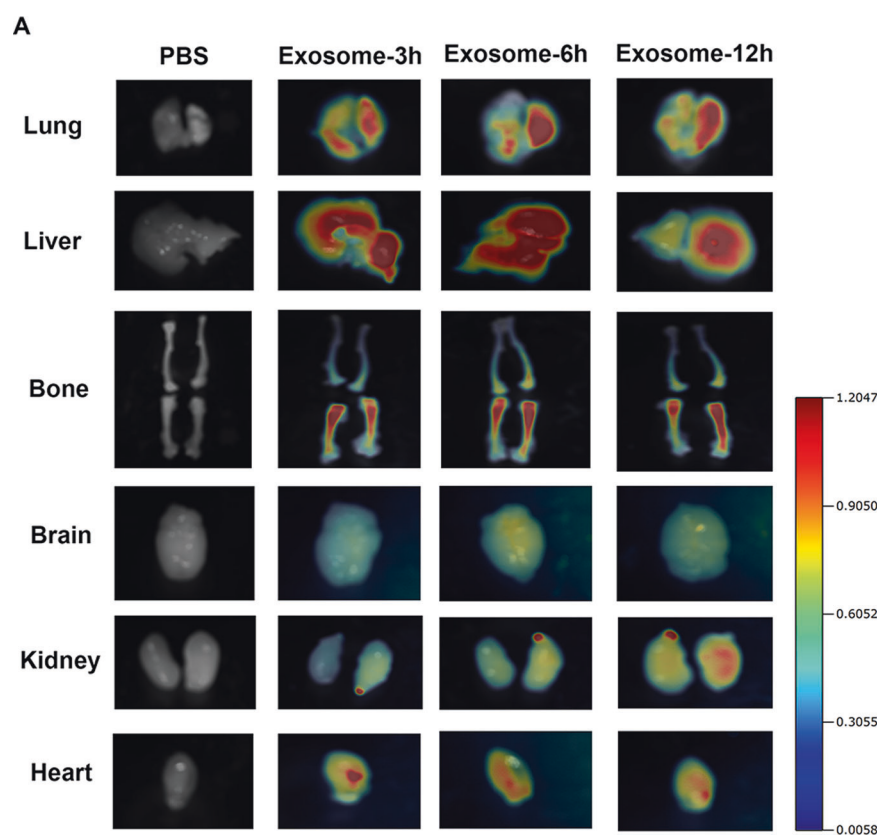 A
PBS Exosome-3h Exosome-6h Exosome-12h
Lung
Liver
Bone
Brain
Kidney
Heart
1.2047
0.9050
0.6052
0.3055
0.0058